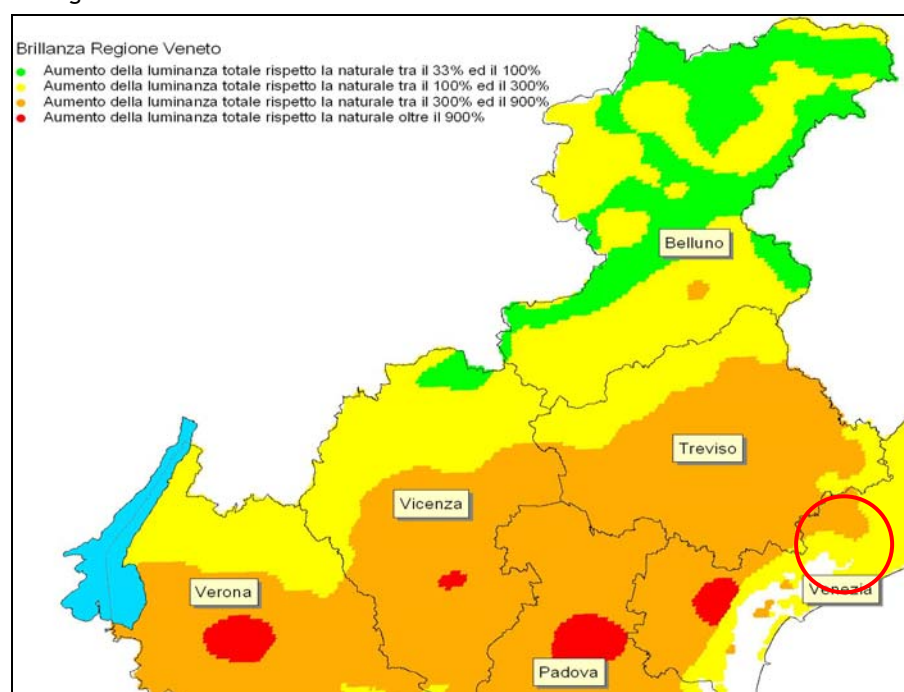 Brillanza Regione Veneto
Aumento della luminanza totale rispetto la naturale tra il 33% ed il 100%
Aumento della luminanza totale rispetto la naturale tra il 100% ed il 300%
Aumento della luminanza totale rispetto la naturale tra il 300% ed il 900%
Aumento della luminanza totale rispetto la naturale oltre il 900%
Belluno
Treviso
Vicenza
Verona
Venezia
Padova